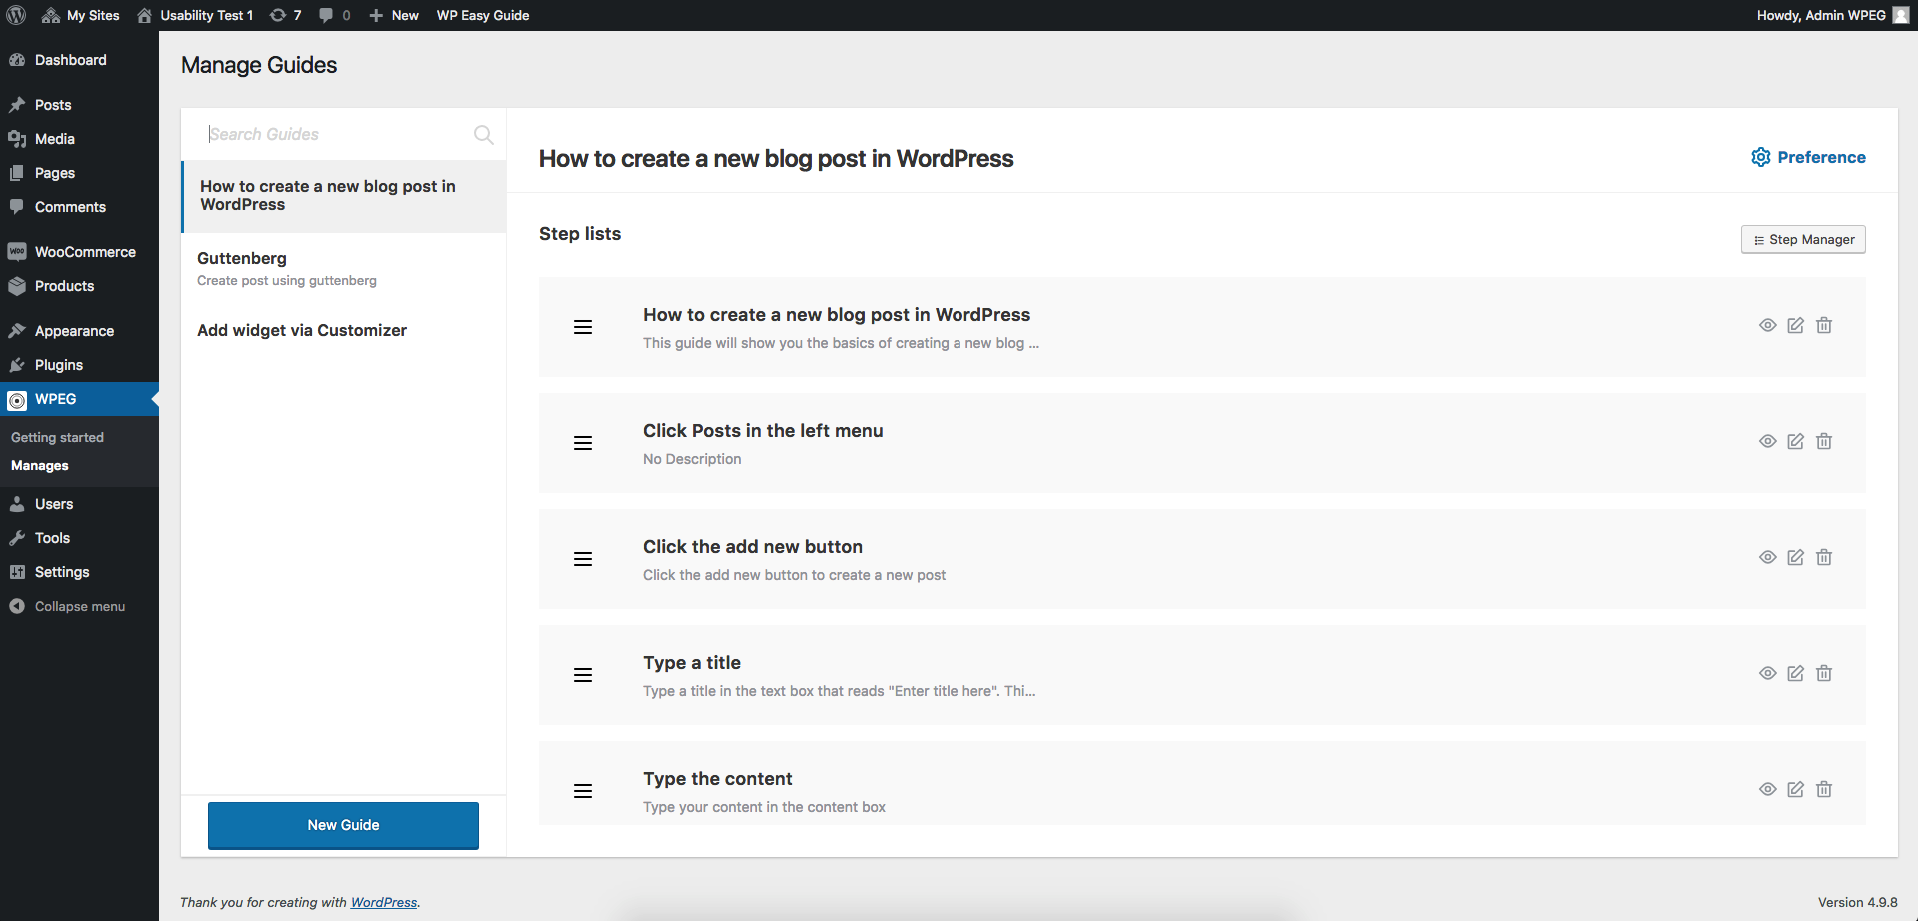 My Sites
Usability Test 1
7
0
New
WP Easy Guide
Howdy, Admin WPEG
Dashboard
Posts
Media
Pages
Comments
WooCommerce
Products
Appearance
Plugins
WPEG
Getting started
Manages
Users
Tools
Settings
Collapse menu
Manage Guides
Search Guides
How to create a new blog post in
WordPress
Guttenberg
Create post using guttenberg
Add widget via Customizer
New Guide
How to create a new blog post in WordPress
Preference
Step lists
Step Manager
How to create a new blog post in WordPress
This guide will show you the basics of creating a new blog ...
Click Posts in the left menu
No Description
Click the add new button
Click the add new button to create a new post
Type a title
Type a title in the text box that reads "Enter title here". Thi...
Type the content
Type your content in the content box
Thank you for creating with WordPress.
Version 4.9.8